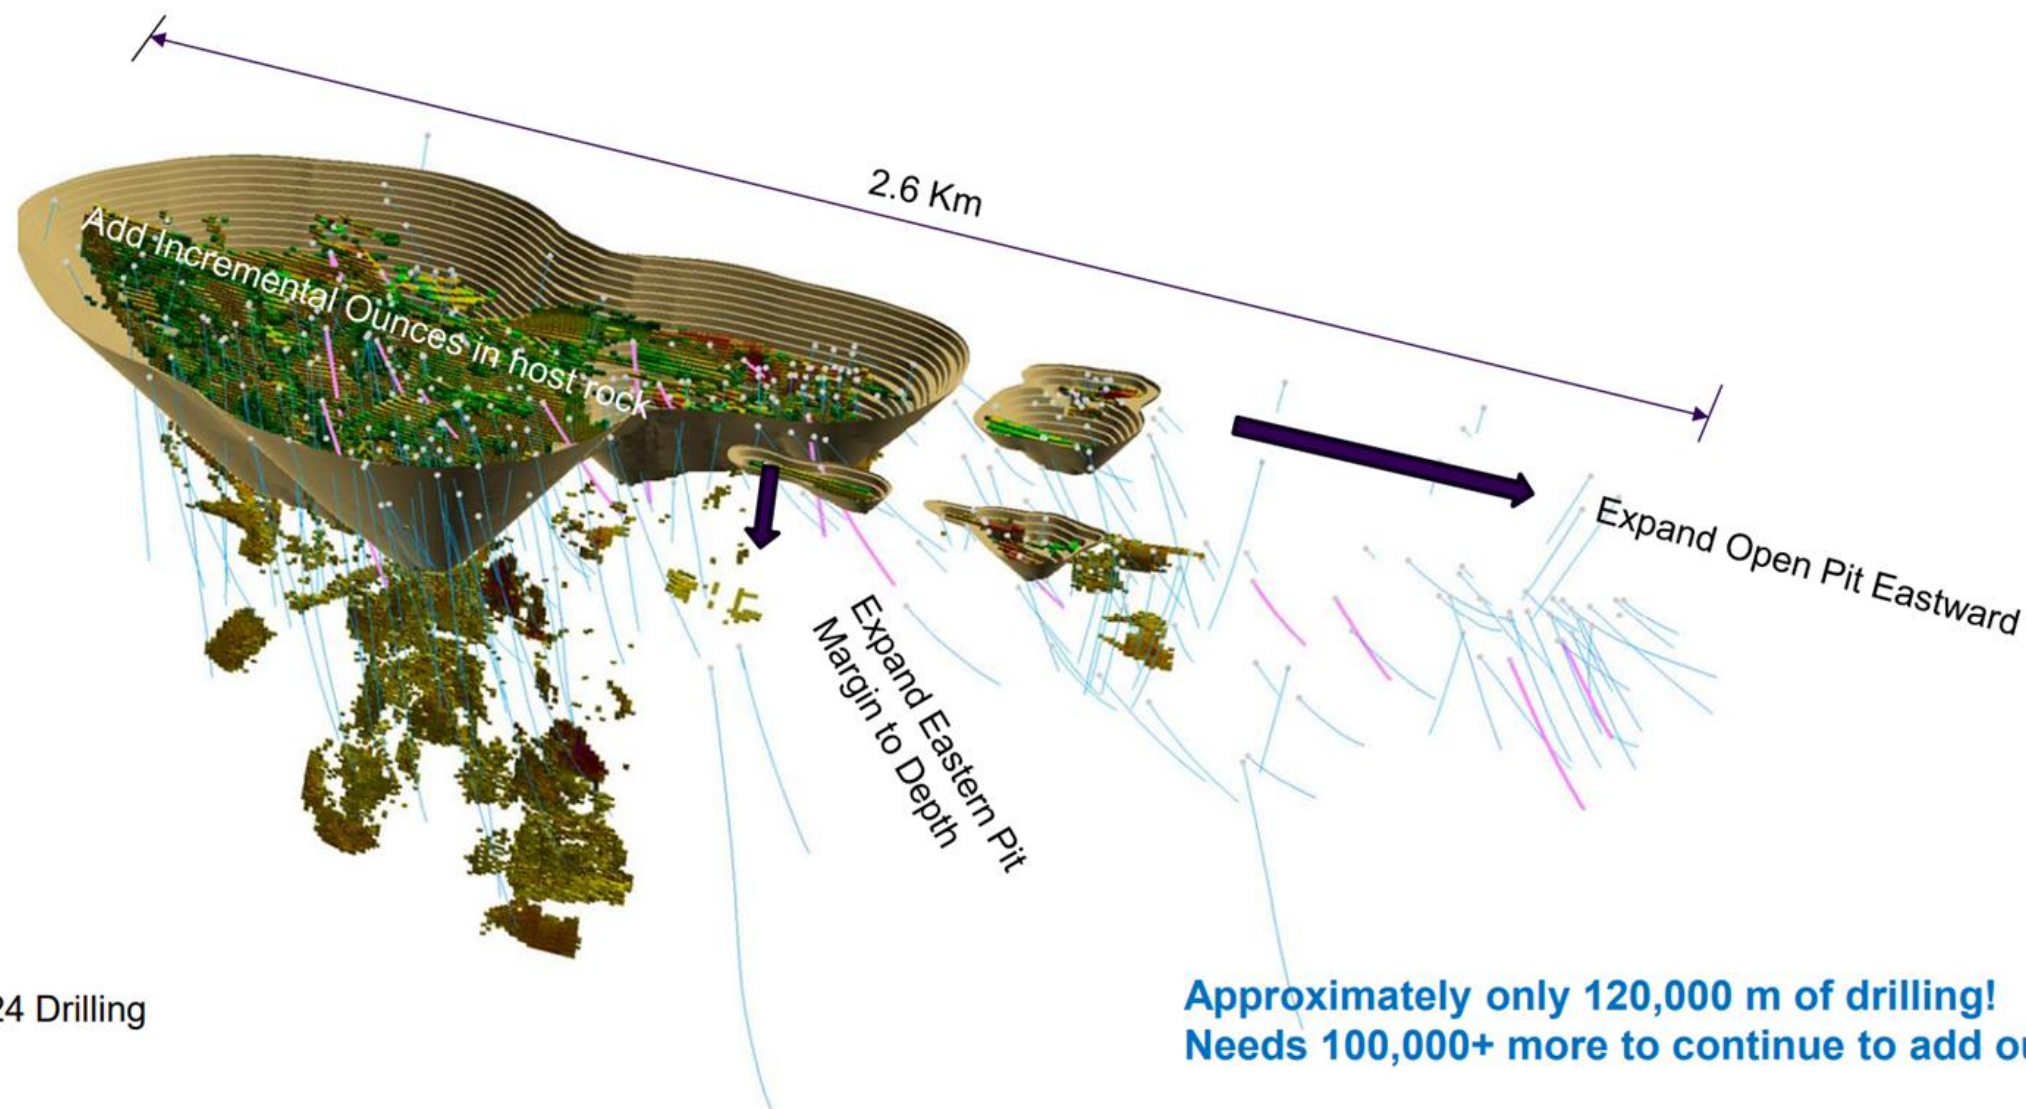 2.6 Km
Add Incremental Ounces in host rock
Expand Open Pit Eastward
Expand Eastern Pit
Margin to Depth
24 Drilling
Approximately only 120,000 m of drilling!
Needs 100,000+ more to continue to add